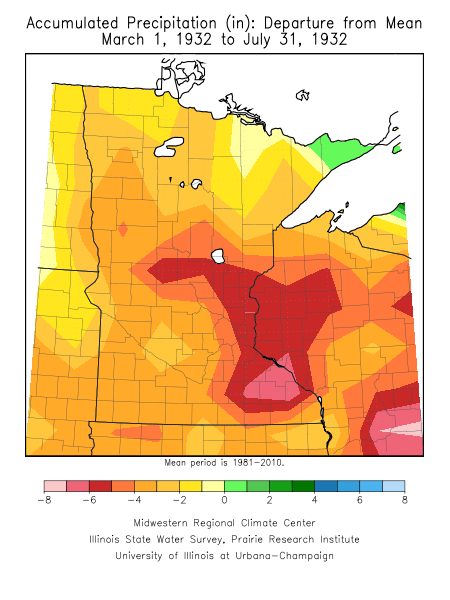 Accumulated Precipitation (in): Departure from Mean
March 1, 1932 to July 31, 1932
Mean period is 1981-2010.
-8 -6 -4 -2 0 2 4 6 8
Midwestern Regional Climate Center
Illinois State Water Survey, Prairie Research Institute
University of Illinois at Urbana-Champaign